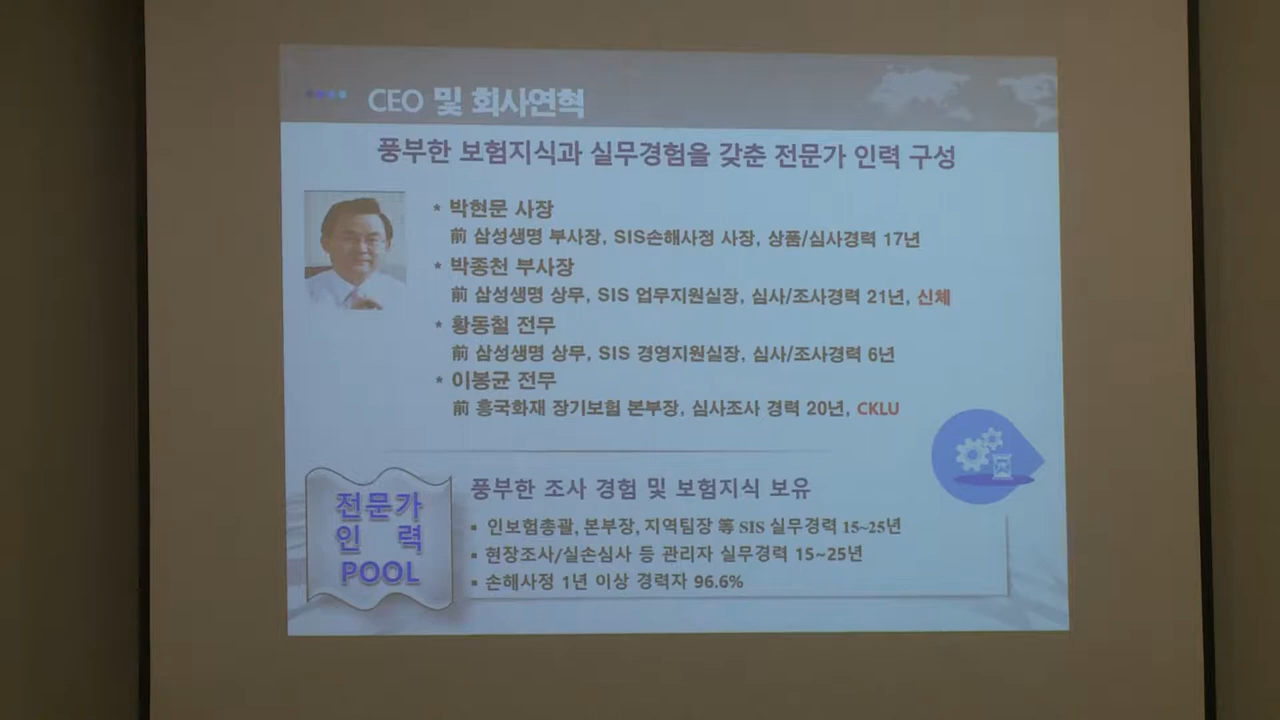 CEO 및 회사연혁
풍부한 보험지식과 실무경험을 갖춘 전문가 인력 구성
* 박현문 사장
前 삼성생명 부사장, SIS손해사정 사장, 상품/심사경력 17년
* 박종천 부사장
前 삼성생명 상무, SIS 업무지원실장, 심사/조사경력 21년, 신체
* 황동철 전무
前 삼성생명 상무, SIS 경영지원실장, 심사/조사경력 6년
* 이봉균 전무
前 흥국화재 장기보험 본부장, 심사조사 경력 20년, CKLU
전문가
인 력
POOL
풍부한 조사 경험 및 보험지식 보유
▪ 인보험총괄, 본부장, 지역팀장 等 SIS 실무경력 15~25년
▪ 현장조사/실손심사 등 관리자 실무경력 15~25년
▪ 손해사정 1년 이상 경력자 96.6%